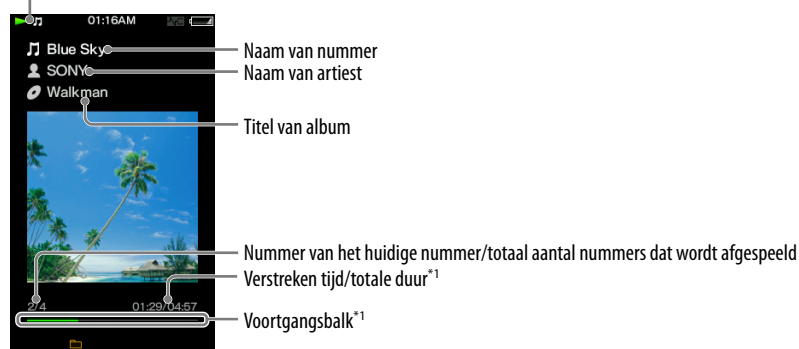 01:16AM
Blue Sky
Naam van nummer
SONY
Naam van artiest
Walkman
Titel van album
Nummer van het huidige nummer/totaal aantal nummers dat wordt afgespeeld
Verstreken tijd/totale duur*1
2/4
01:29/04:57
Voortgangsbalk*1